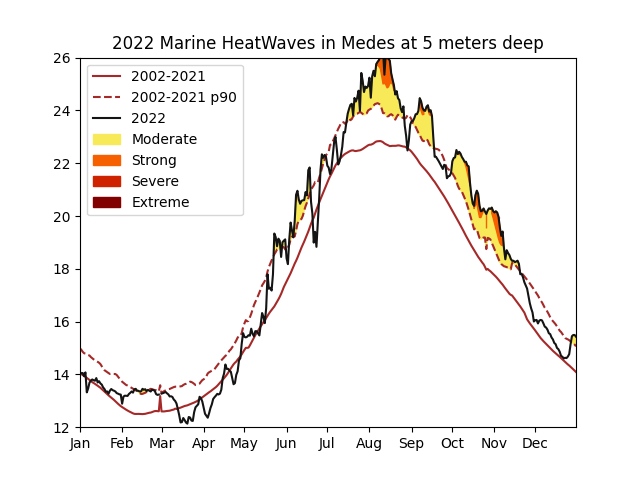 2022 Marine HeatWaves in Medes at 5 meters deep
26
24
22
20
18
16
14
12
2002-2021
2002-2021 p90
2022
Moderate
Strong
Severe
Extreme
Jan Feb Mar Apr May Jun Jul Aug Sep Oct Nov Dec